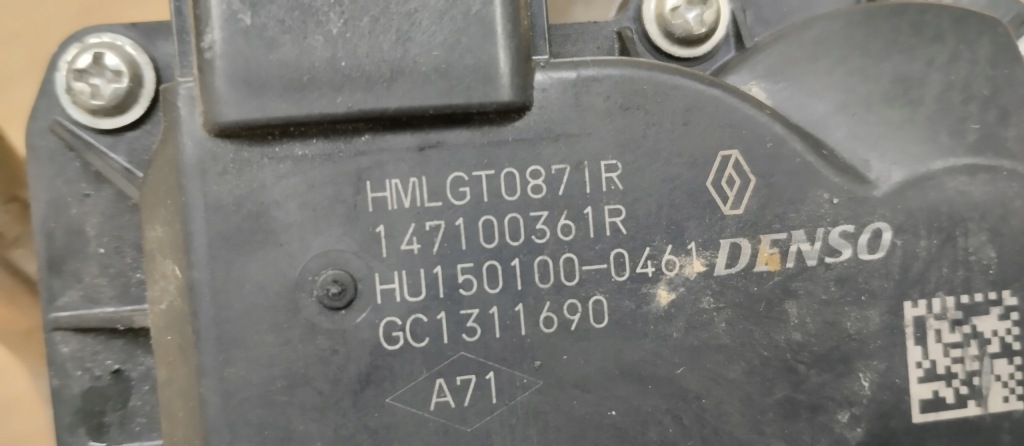 HMLGT0871R
147100361R
HU150100-0461 DENSO
GC1311690
A71